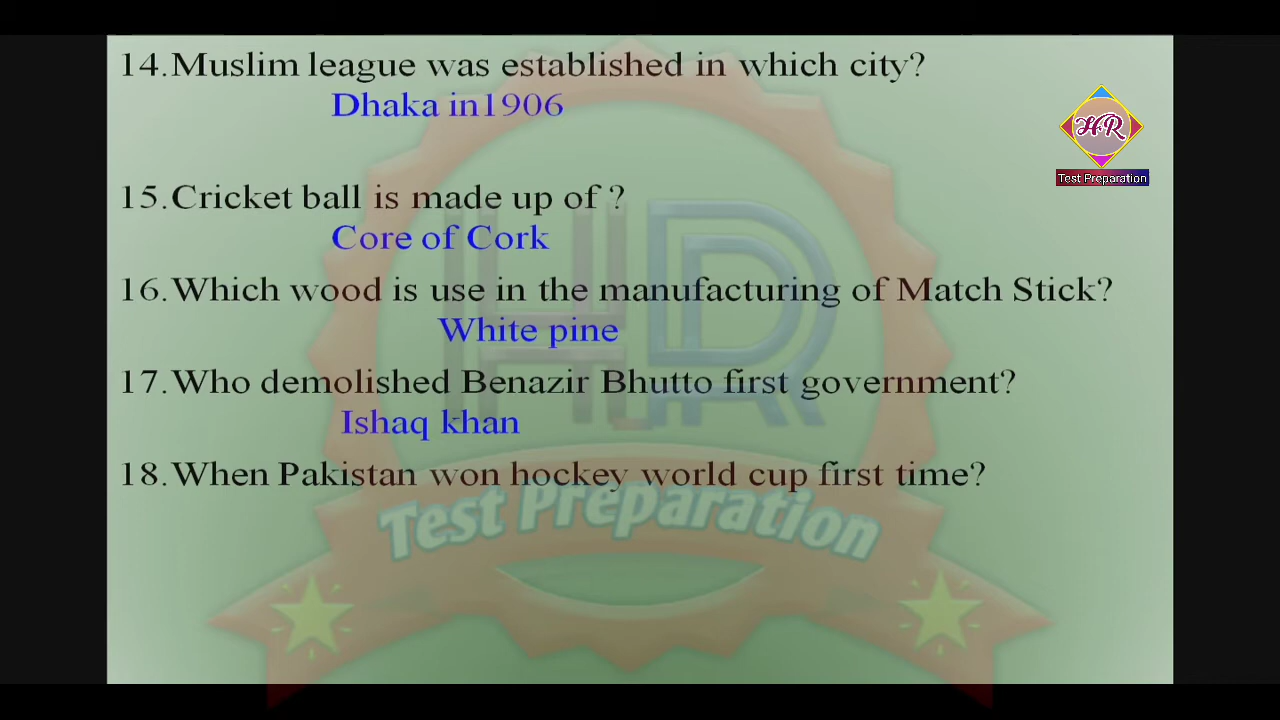 14.Muslim league was established in which city?
Dhaka in1906
HR
Test Preparation
15.Cricket ball is made up of ?
Core of Cork
16.Which wood is use in the manufacturing of Match Stick?
White pine
17.Who demolished Benazir Bhutto first government?
Ishaq khan
18.When Pakistan won hockey world cup first time?
HR
Test Preparation